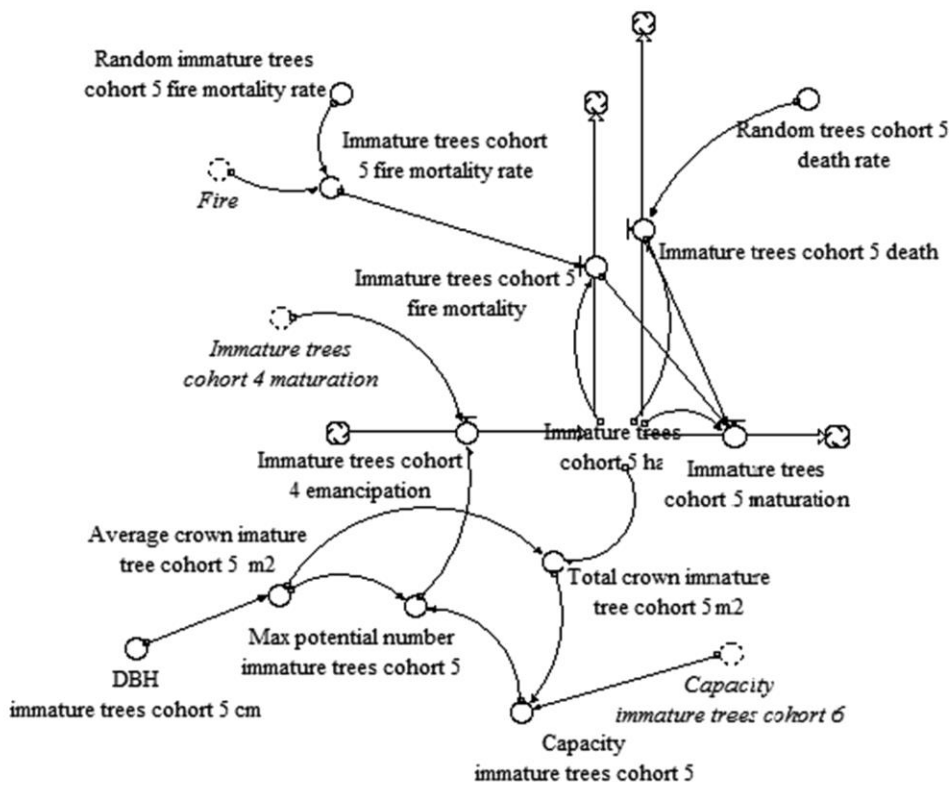 Random immature trees
cohort 5 fire mortality rate
Immature trees cohort
5 fire mortality rate
Random trees cohort 5
death rate
Fire
Immature trees cohort 5 death
Immature trees cohort 5
fire mortality
Immature trees
cohort 4 maturation
Immature trees
cohort 5 ha
Immature trees cohort
4 emancipation
Immature trees
cohort 5 maturation
Average crown imature
tree cohort 5 m2
Total crown immature
tree cohort 5 m2
Max potential number
immature trees cohort 5
DBH
immature trees cohort 5 cm
Capacity
immature trees cohort 6
Capacity
immature trees cohort 5